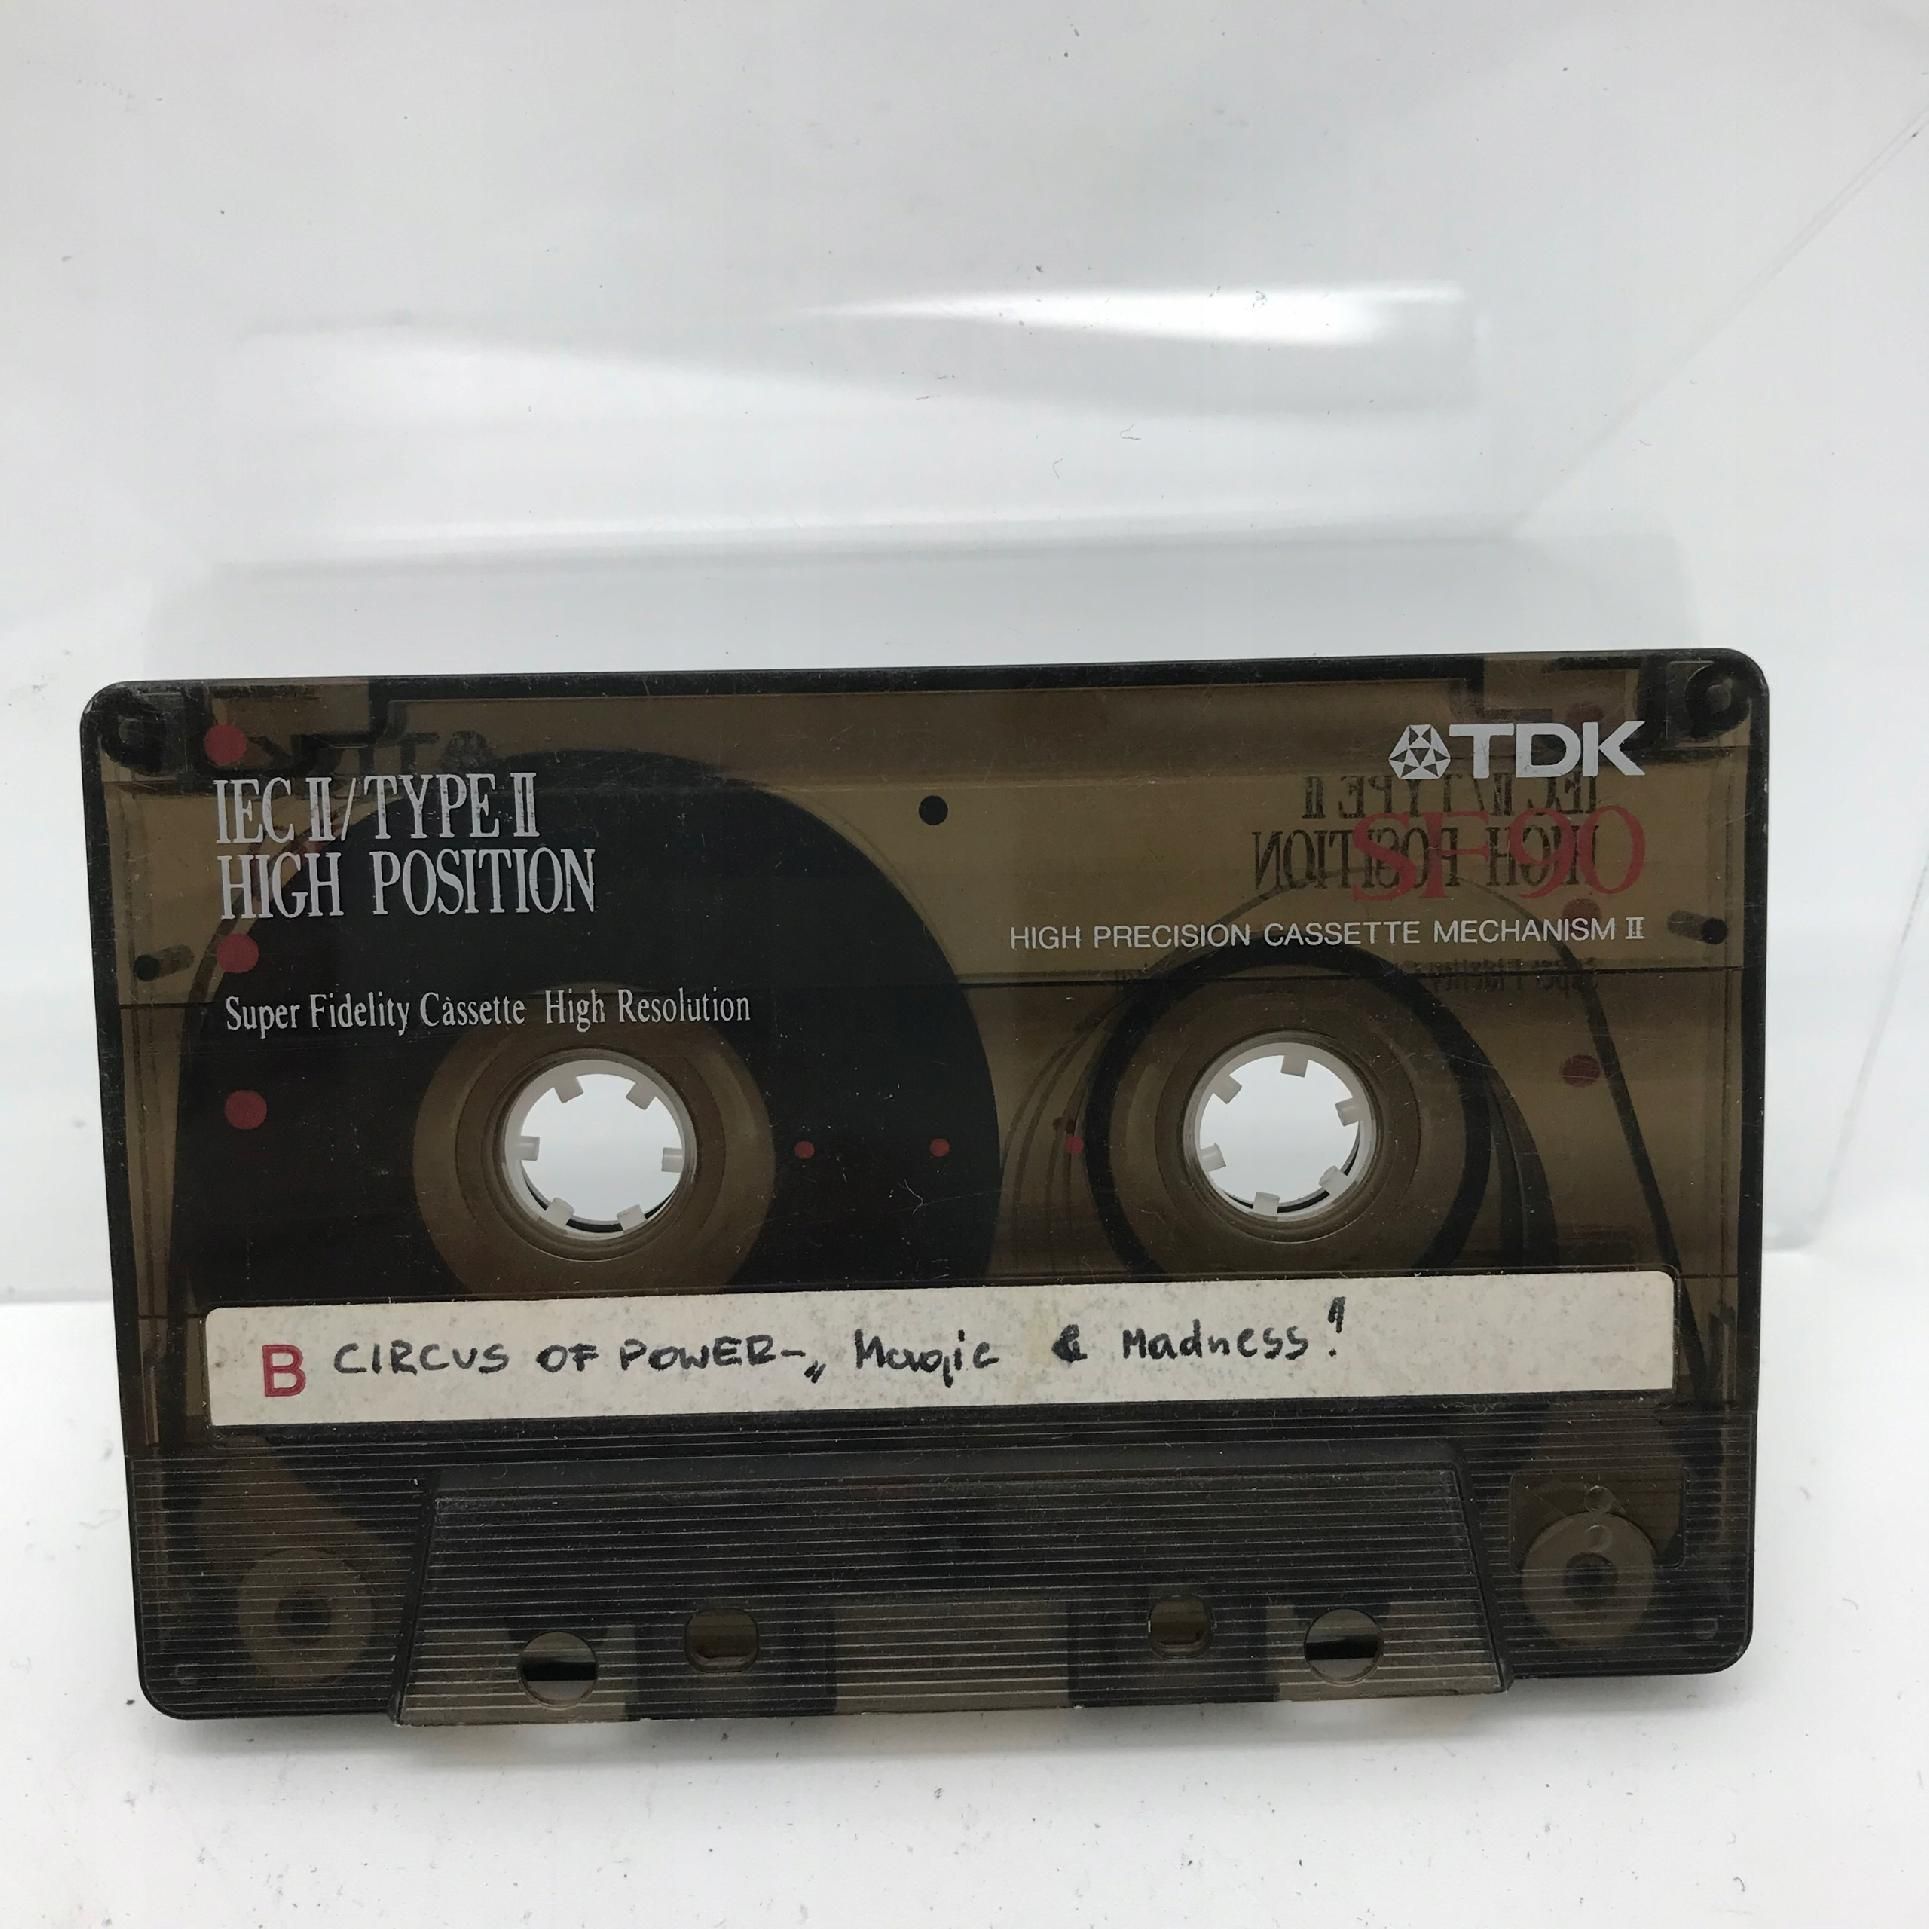 TDK
IEC II/TYPE II
HIGH POSITION
SF90
HIGH PRECISION CASSETTE MECHANISM II
Super Fidelity Cassette High Resolution
B CIRCUS OF POWER - „Magic & Madness"